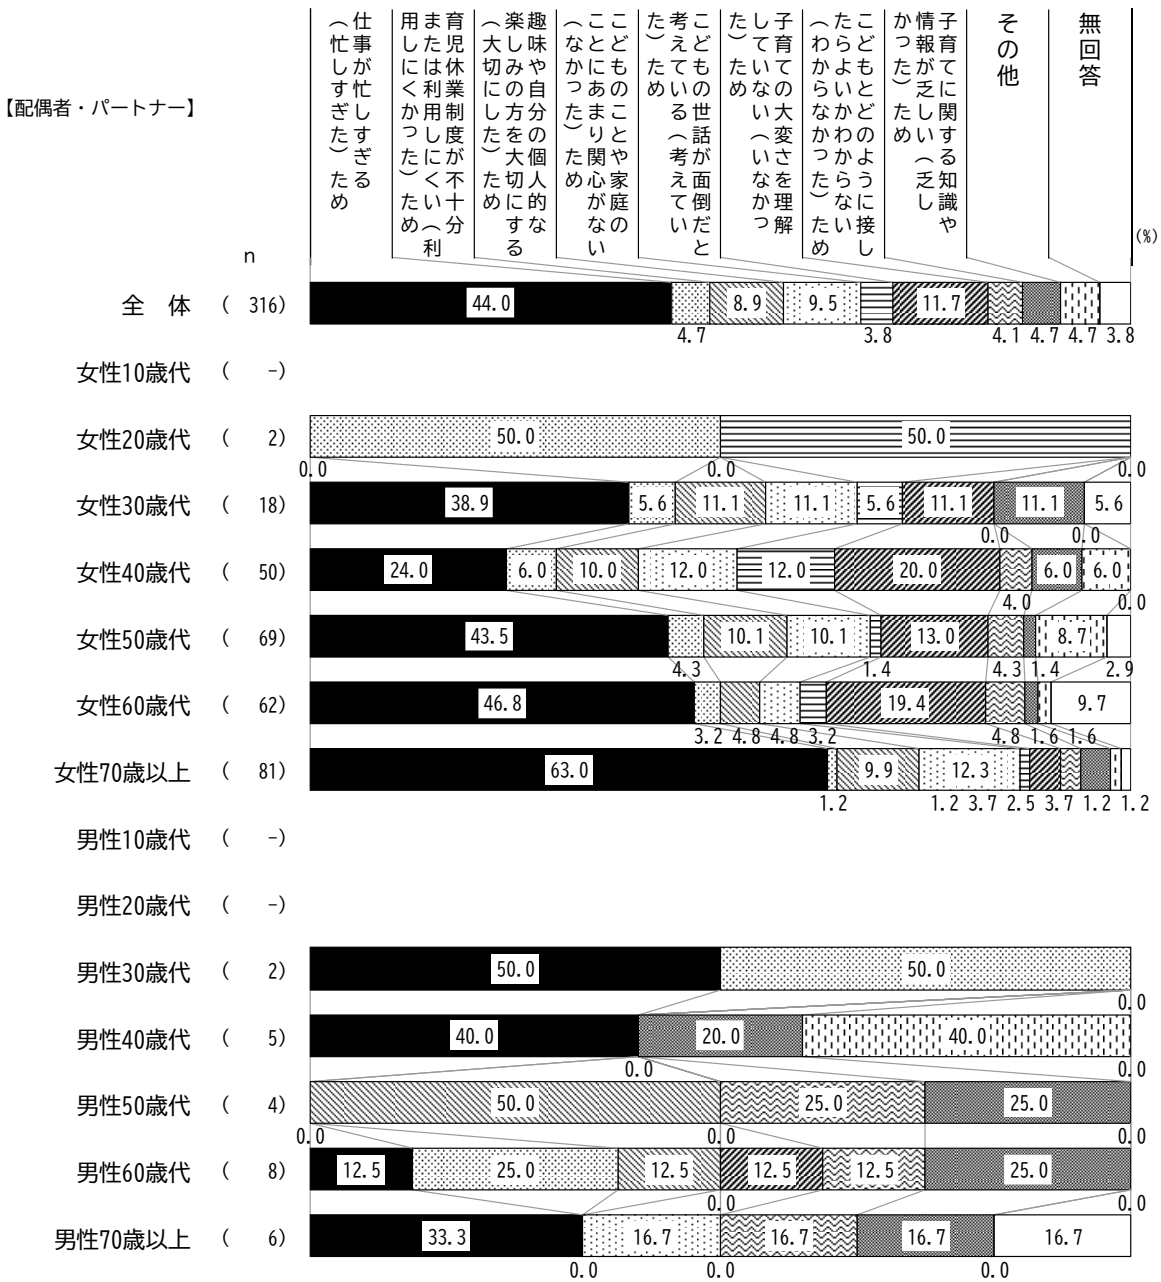 仕事が忙しすぎる
(忙しすぎた)ため
育児休業制度が不十分
または利用しにくい(利
用しにくかった)ため
趣味や自分の個人的な
楽しみの方を大切にする
(大切にした)ため
こどものことや家庭の
ことにあまり関心がない
(なかった)ため
こどもの世話が面倒だと
考えている(考えてい
た)ため
子育ての大変さを理解
していない(いなかっ
た)ため
こどもとどのように接し
たらよいかわからない
(わからなかった)ため
子育てに関する知識や
情報が乏しい(乏し
かった)ため
その他
無回答
【配偶者・パートナー】
n
(%)
全 体 ( 316) 44.0 8.9 9.5 11.7
4.7 3.8 4.1 4.7 4.7 3.8
女性10歳代 ( -)
女性20歳代 ( 2) 50.0 50.0
0.0 0.0 0.0
女性30歳代 ( 18) 38.9 5.6 11.1 11.1 5.6 11.1 11.1 5.6
0.0 0.0
女性40歳代 ( 50) 24.0 6.0 10.0 12.0 12.0 20.0 6.0 6.0
4.0 0.0
女性50歳代 ( 69) 43.5 10.1 10.1 13.0 8.7
4.3 1.4 4.3 1.4 2.9
女性60歳代 ( 62) 46.8 19.4 9.7
3.2 4.8 4.8 3.2 4.8 1.6 1.6
女性70歳以上 ( 81) 63.0 9.9 12.3
1.2 1.2 3.7 2.5 3.7 1.2 1.2
男性10歳代 ( -)
男性20歳代 ( -)
男性30歳代 ( 2) 50.0 50.0
0.0
男性40歳代 ( 5) 40.0 20.0 40.0
0.0 0.0
男性50歳代 ( 4) 50.0 25.0 25.0
0.0 0.0 0.0
男性60歳代 ( 8) 12.5 25.0 12.5 12.5 12.5 25.0
0.0 0.0
男性70歳以上 ( 6) 33.3 16.7 16.7 16.7 16.7
0.0 0.0 0.0